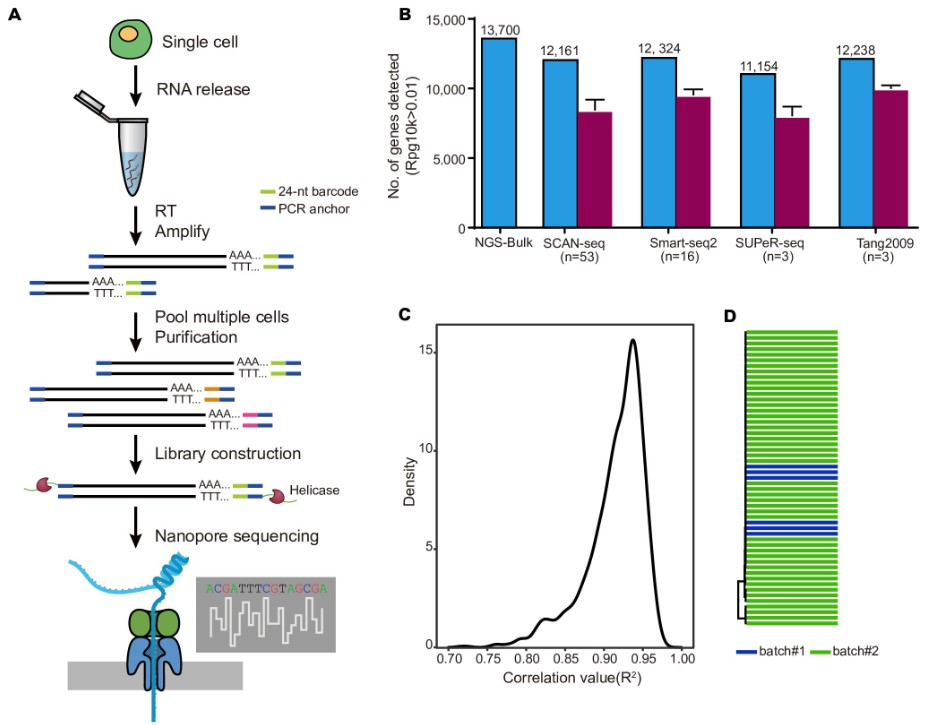 A
Single cell
RNA release
24-nt barcode
PCR anchor
RT
Amplify
AAA...
TTT...
AAA...
TTT...
Pool multiple cells
Purification
AAA...
TTT...
AAA...
TTT...
AAA...
TTT...
Library construction
AAA...
TTT...
Helicase
Nanopore sequencing
ACGATTTCGTAGCGA
B
No. of genes detected
(Rpg10k>0.01)
15,000
10,000
5,000
0
13,700
12,161
12, 324
11,154
12,238
NGS-Bulk
SCAN-seq
(n=53)
Smart-seq2
(n=16)
SUPeR-seq
(n=3)
Tang2009
(n=3)
C
Density
15
10
5
0
0.70 0.75 0.80 0.85 0.90 0.95 1.00
Correlation value(R²)
D
batch#1 batch#2